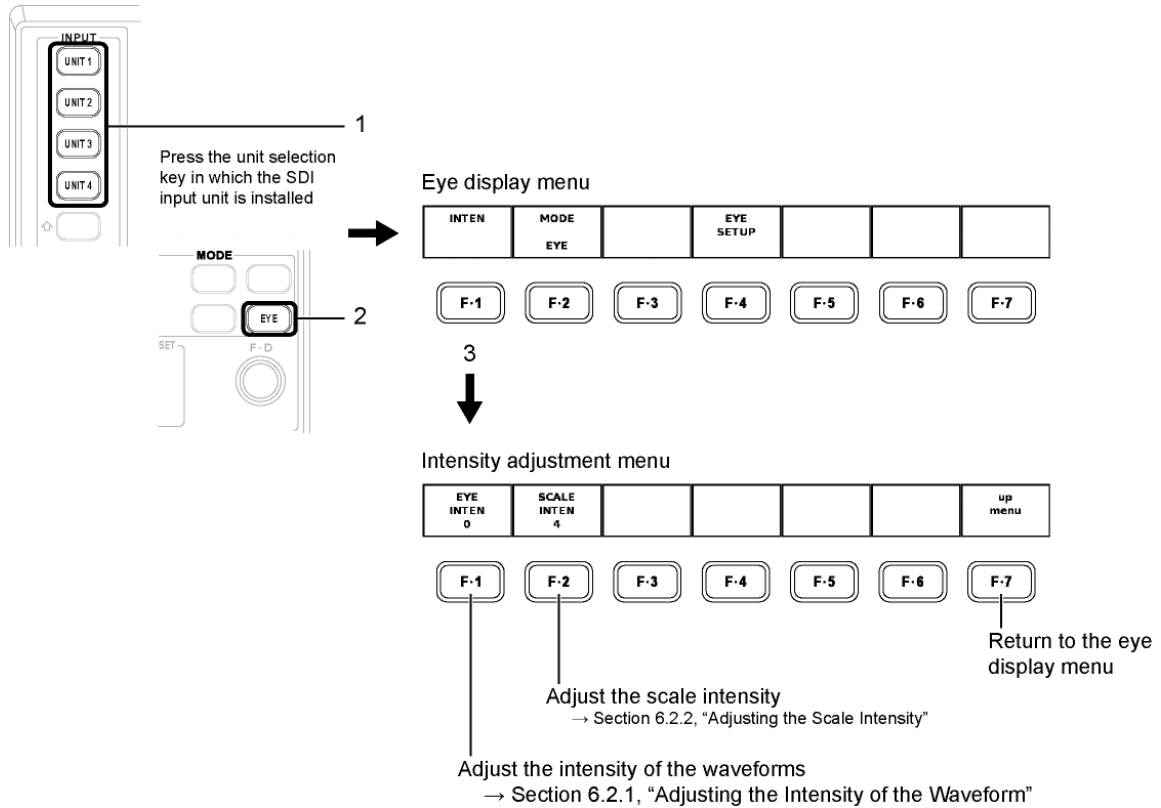 INPUT
UNIT 1
UNIT 2
UNIT 3
UNIT 4
1
Press the unit selection
key in which the SDI
input unit is installed
MODE
EYE
2
SET
F·D
Eye display menu
INTEN
MODE
EYE
EYE
SETUP
F·1
F·2
F·3
F·4
F·5
F·6
F·7
3
Intensity adjustment menu
EYE
INTEN
0
SCALE
INTEN
4
up
menu
F·1
F·2
F·3
F·4
F·5
F·6
F·7
Return to the eye
display menu
Adjust the scale intensity
→ Section 6.2.2, “Adjusting the Scale Intensity”
Adjust the intensity of the waveforms
→ Section 6.2.1, “Adjusting the Intensity of the Waveform”